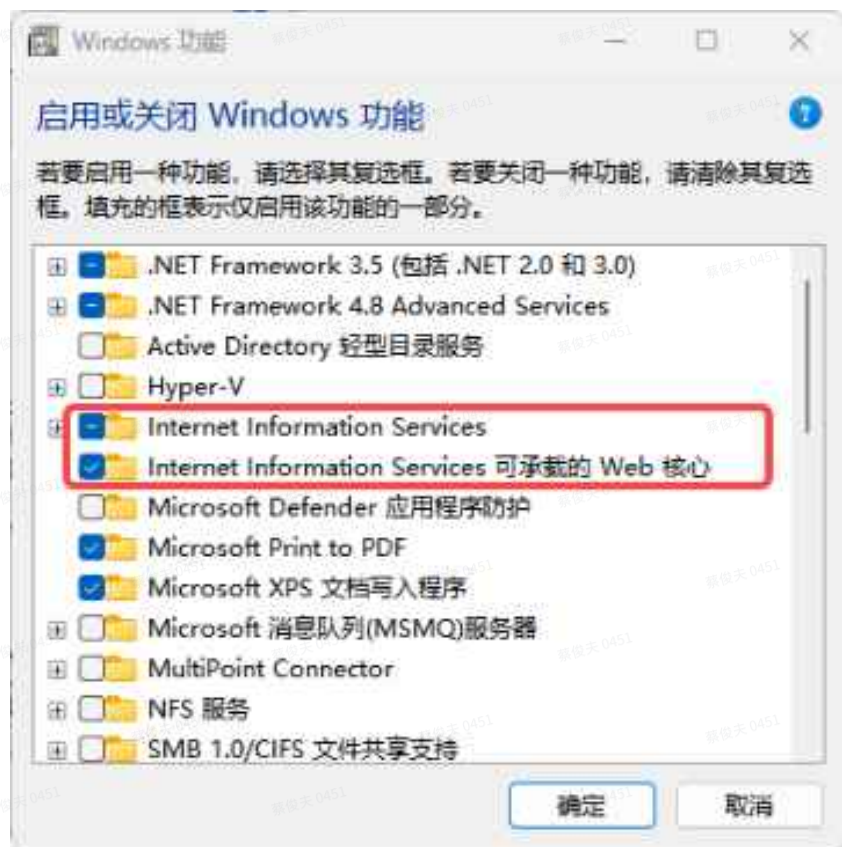 Windows 功能
启用或关闭 Windows 功能
若要启用一种功能，请选择其复选框。若要关闭一种功能，请清除其复选
框。填充的框表示仅启用该功能的一部分。
.NET Framework 3.5 (包括 .NET 2.0 和 3.0)
.NET Framework 4.8 Advanced Services
Active Directory 轻型目录服务
Hyper-V
Internet Information Services
Internet Information Services 可承载的 Web 核心
Microsoft Defender 应用程序防护
Microsoft Print to PDF
Microsoft XPS 文档写入程序
Microsoft 消息队列(MSMQ)服务器
MultiPoint Connector
NFS 服务
SMB 1.0/CIFS 文件共享支持
确定
取消